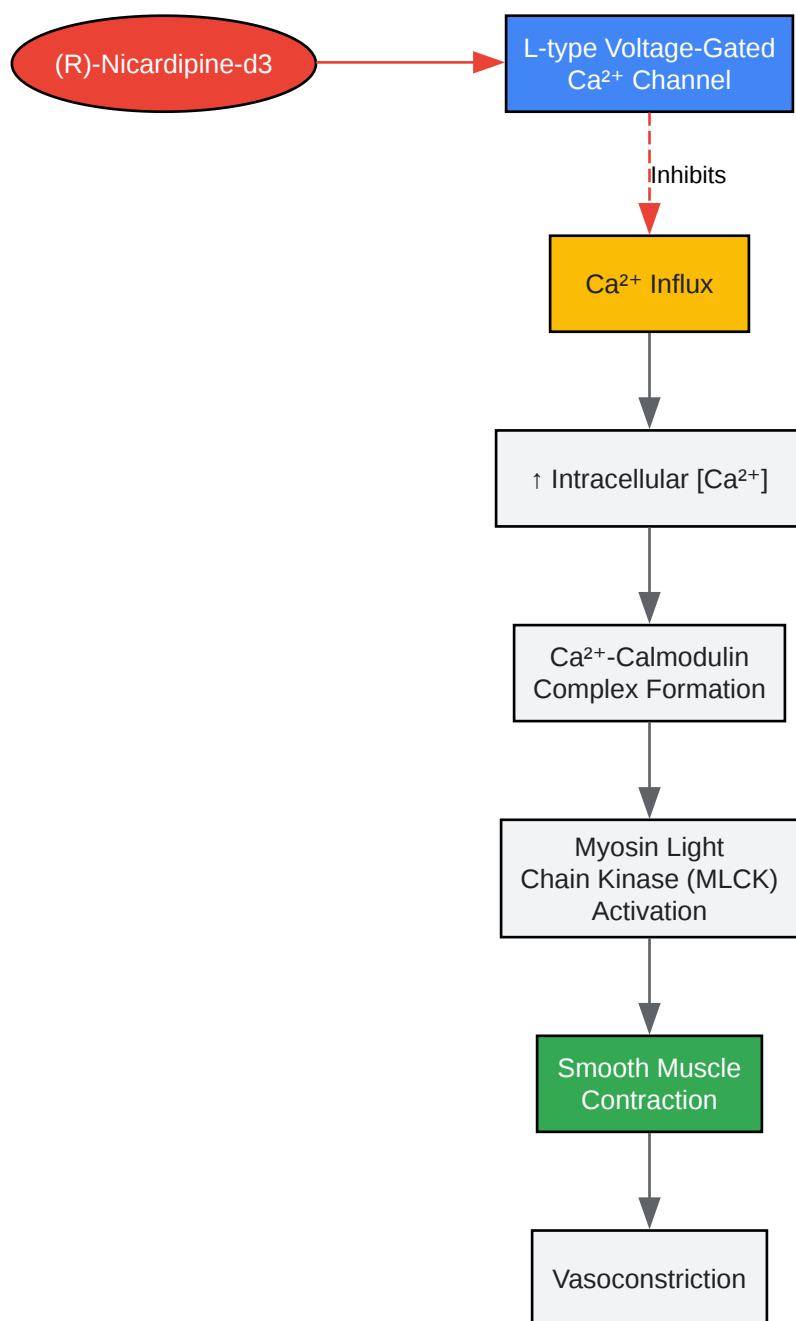 (R)-Nicardipine-d3
L-type Voltage-Gated
Ca²⁺ Channel
Inhibits
Ca²⁺ Influx
↑ Intracellular [Ca²⁺]
Ca²⁺-Calmodulin
Complex Formation
Myosin Light
Chain Kinase (MLCK)
Activation
Smooth Muscle
Contraction
Vasoconstriction